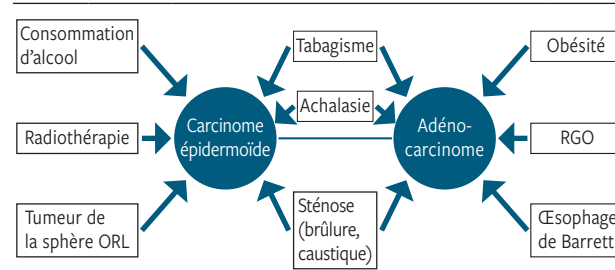 Consommation
d’alcool
Tabagisme
Obésité
Achalasie
Carcinome
épidermoïde
Adéno-
carcinome
Radiothérapie
RGO
Tumeur de
la sphère ORL
Sténose
(brûlure,
caustique)
Œsophage
de Barrett